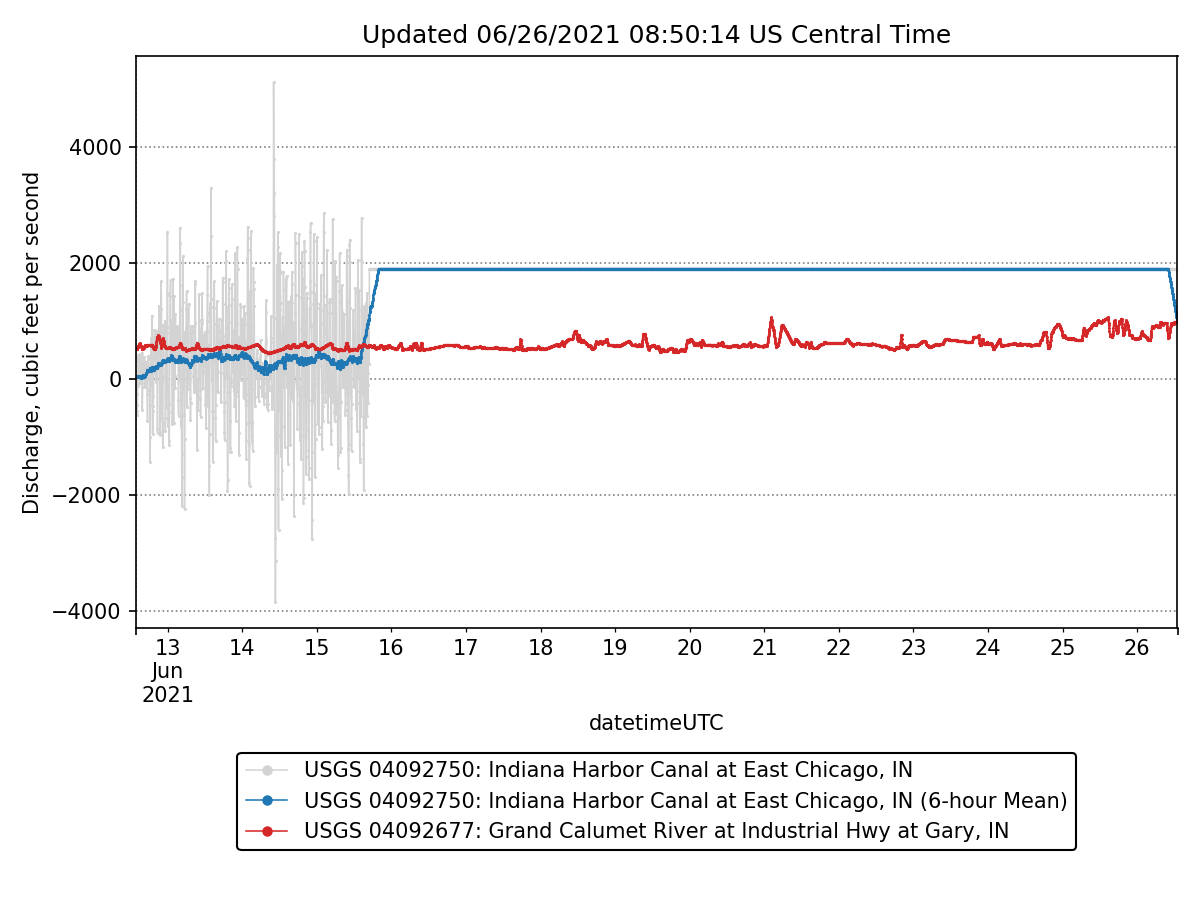 Updated 06/26/2021 08:50:14 US Central Time
Discharge, cubic feet per second
4000
2000
0
−2000
−4000
13 14 15 16 17 18 19 20 21 22 23 24 25 26
Jun
2021
datetimeUTC
USGS 04092750: Indiana Harbor Canal at East Chicago, IN
USGS 04092750: Indiana Harbor Canal at East Chicago, IN (6-hour Mean)
USGS 04092677: Grand Calumet River at Industrial Hwy at Gary, IN